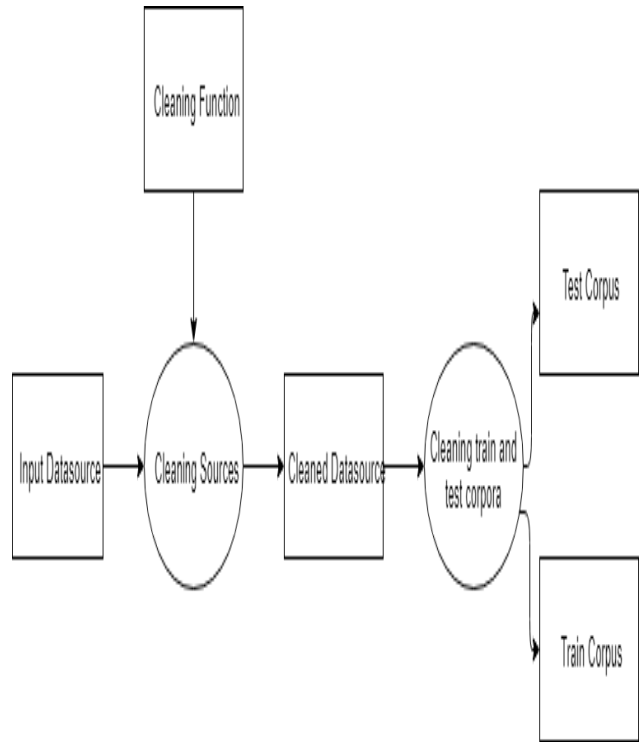 Cleaning Function
Test Corpus
Input Datasource
Cleaning Sources
Cleaned Datasource
Cleaning train and
test corpora
Train Corpus